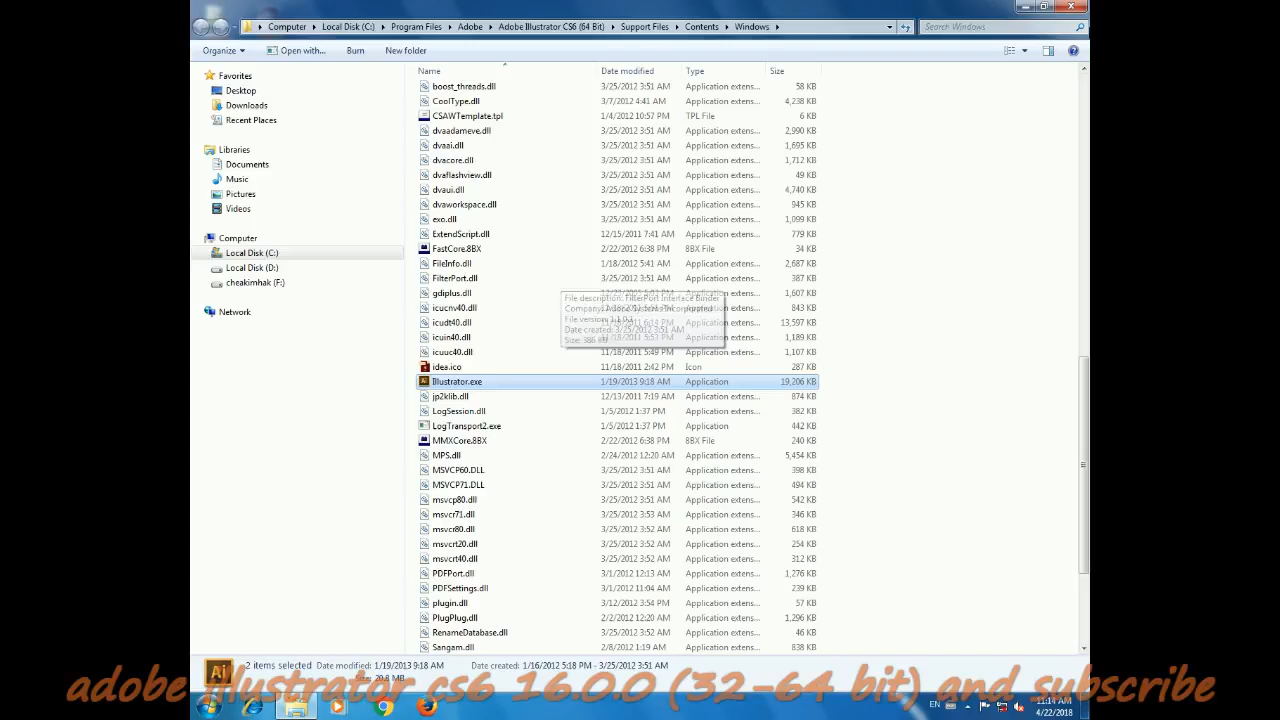 Computer Local Disk (C:) Program Files Adobe Adobe Illustrator CS6 (64 Bit) Support Files Contents Windows Search Windows
Organize Open with... Burn New folder
Favorites
Desktop
Downloads
Recent Places
Libraries
Documents
Music
Pictures
Videos
Computer
Local Disk (C:)
Local Disk (D:)
cheakimhak (F:)
Network
Name Date modified Type Size
boost_threads.dll 3/25/2012 3:51 AM Application extens... 58 KB
CoolType.dll 3/7/2012 4:41 AM Application extens... 4,238 KB
CSAWTemplate.tpl 1/4/2012 10:57 PM TPL File 6 KB
dvaadameve.dll 3/25/2012 3:51 AM Application extens... 2,990 KB
dvaai.dll 3/25/2012 3:51 AM Application extens... 1,695 KB
dvacore.dll 3/25/2012 3:51 AM Application extens... 1,712 KB
dvaflashview.dll 3/25/2012 3:51 AM Application extens... 49 KB
dvaui.dll 3/25/2012 3:51 AM Application extens... 4,740 KB
dvaworkspace.dll 3/25/2012 3:51 AM Application extens... 945 KB
exo.dll 3/25/2012 3:51 AM Application extens... 1,099 KB
ExtendScript.dll 12/15/2011 7:41 AM Application extens... 779 KB
FastCore.8BX 2/22/2012 6:38 PM 8BX File 34 KB
FileInfo.dll 1/18/2012 5:41 AM Application extens... 2,687 KB
FilterPort.dll 3/25/2012 3:51 AM Application extens... 387 KB
gdiplus.dll Application extens... 1,607 KB
File description: FilterPort Interface Binder
icucnv40.dll extens... 843 KB
Company: Adobe Systems Incorporated
File version: 1.1.0.1
icudt40.dll 11/18/2011 6:14 PM Application extens... 13,597 KB
Date created: 3/25/2012 3:51 AM
icuin40.dll 11/18/2011 5:53 PM Application extens... 1,189 KB
Size: 386 KB
icuuc40.dll 11/18/2011 5:49 PM Application extens... 1,107 KB
idea.ico 11/18/2011 2:42 PM Icon 287 KB
Illustrator.exe 1/19/2013 9:18 AM Application 19,206 KB
jp2klib.dll 12/13/2011 7:19 AM Application extens... 874 KB
LogSession.dll 1/5/2012 1:37 PM Application extens... 382 KB
LogTransport2.exe 1/5/2012 1:37 PM Application 442 KB
MMXCore.8BX 2/22/2012 6:38 PM 8BX File 240 KB
MPS.dll 2/24/2012 12:20 AM Application extens... 5,454 KB
MSVCP60.DLL 3/25/2012 3:51 AM Application extens... 398 KB
MSVCP71.DLL 3/25/2012 3:51 AM Application extens... 494 KB
msvcp80.dll 3/25/2012 3:51 AM Application extens... 542 KB
msvcr71.dll 3/25/2012 3:51 AM Application extens... 346 KB
msvcr80.dll 3/25/2012 3:52 AM Application extens... 618 KB
msvcrt20.dll 3/25/2012 3:52 AM Application extens... 254 KB
msvcrt40.dll 3/25/2012 3:52 AM Application extens... 312 KB
PDFPort.dll 3/1/2012 12:13 AM Application extens... 1,276 KB
PDFSettings.dll 3/1/2012 11:04 AM Application extens... 239 KB
plugin.dll 3/12/2012 3:54 PM Application extens... 57 KB
PlugPlug.dll 2/2/2012 12:20 AM Application extens... 1,296 KB
RenameDatabase.dll 3/25/2012 3:52 AM Application extens... 46 KB
Sangam.dll 2/8/2012 1:19 AM Application extens... 838 KB
Ai 2 items selected Date modified: 1/19/2013 9:18 AM Date created: 1/16/2012 5:18 PM - 3/25/2012 3:51 AM
Size: 20.8 MB
adobe illustrator cs6 16.0.0 (32-64 bit) and subscribe
EN 11:14 AM
4/22/2018